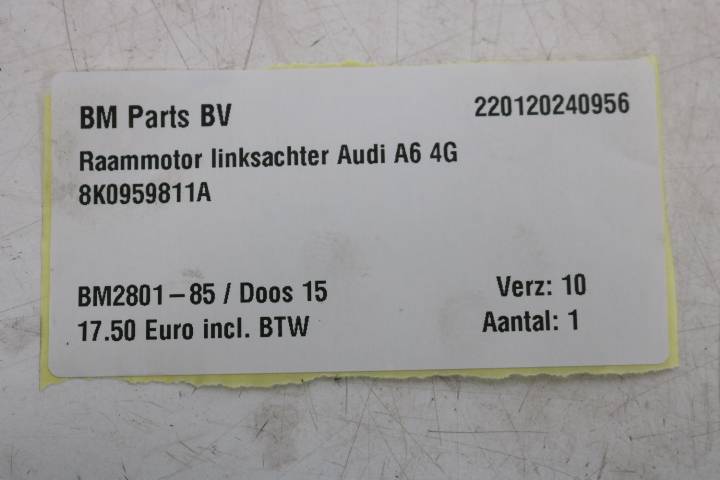 BM Parts BV 220120240956
Raammotor linksachter Audi A6 4G
8K0959811A
BM2801-85 / Doos 15 Verz: 10
17.50 Euro incl. BTW Aantal: 1